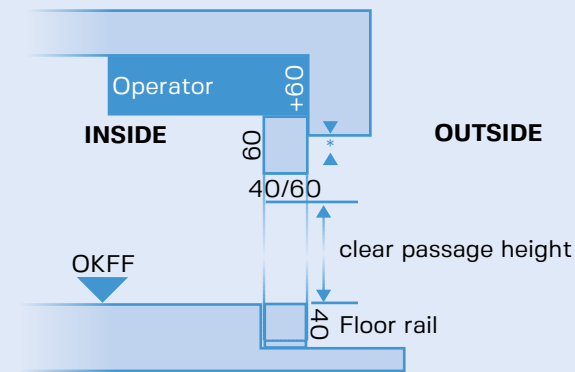 Operator
+60
INSIDE
OUTSIDE
60
*
40/60
clear passage height
OKFF
40
Floor rail